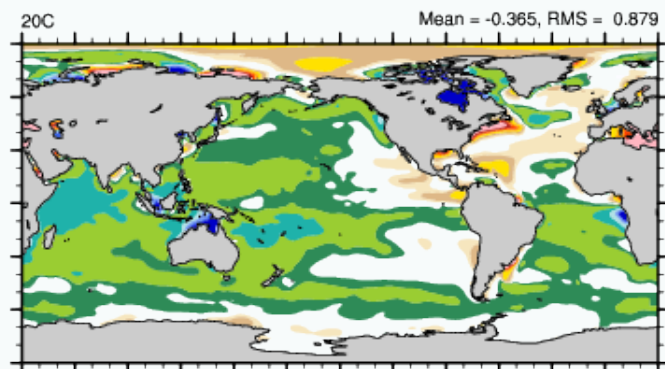 20C
Mean = -0.365, RMS = 0.879